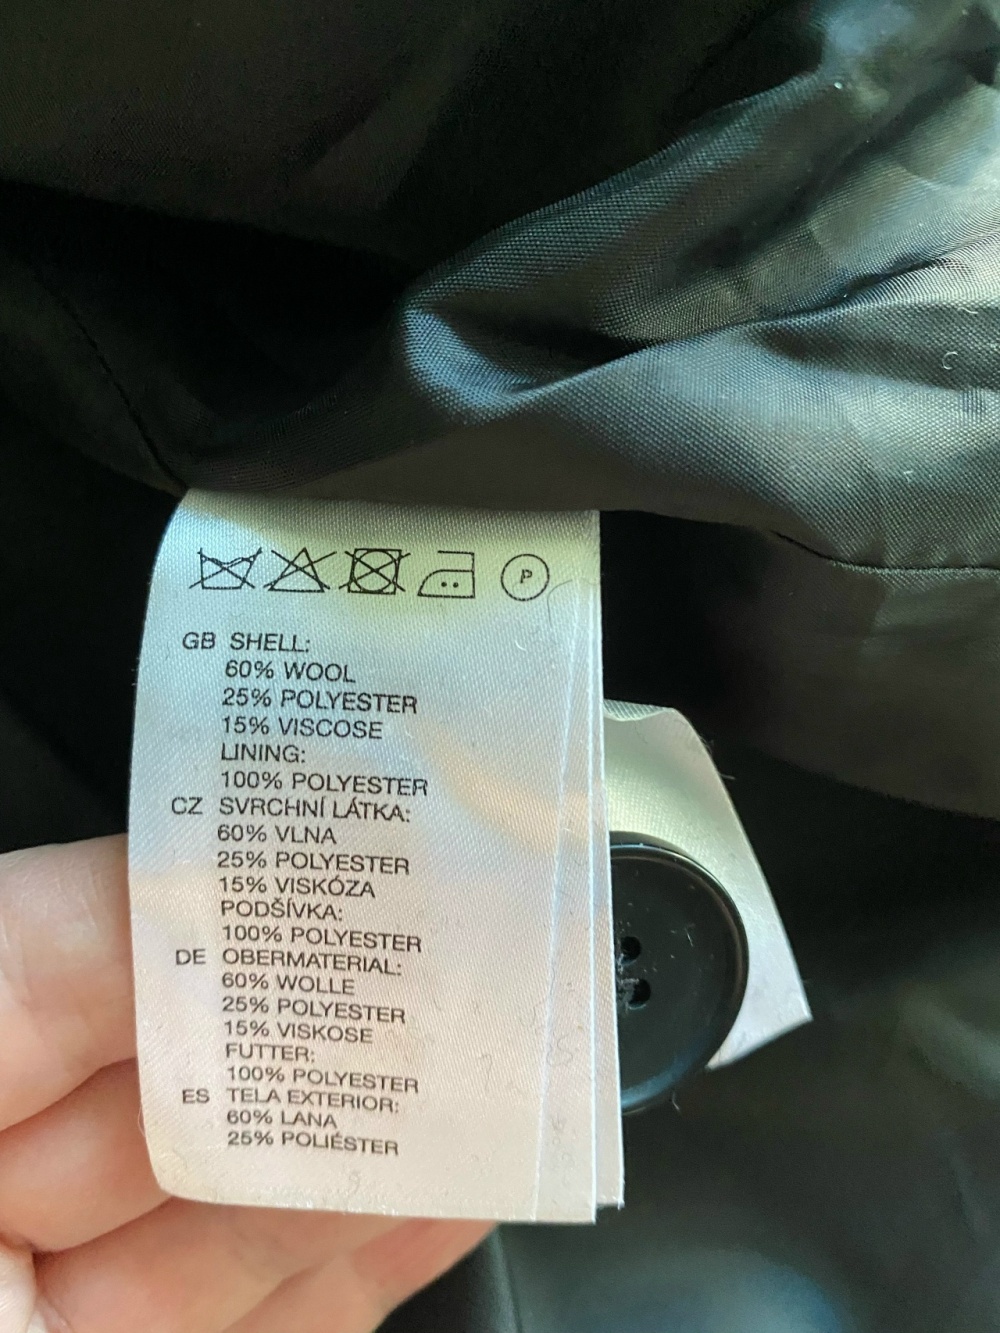 P
GB SHELL:
60% WOOL
25% POLYESTER
15% VISCOSE
LINING:
100% POLYESTER
CZ SVRCHNÍ LÁTKA:
60% VLNA
25% POLYESTER
15% VISKÓZA
PODŠÍVKA:
100% POLYESTER
DE OBERMATERIAL:
60% WOLLE
25% POLYESTER
15% VISKOSE
FUTTER:
100% POLYESTER
ES TELA EXTERIOR:
60% LANA
25% POLIÉSTER